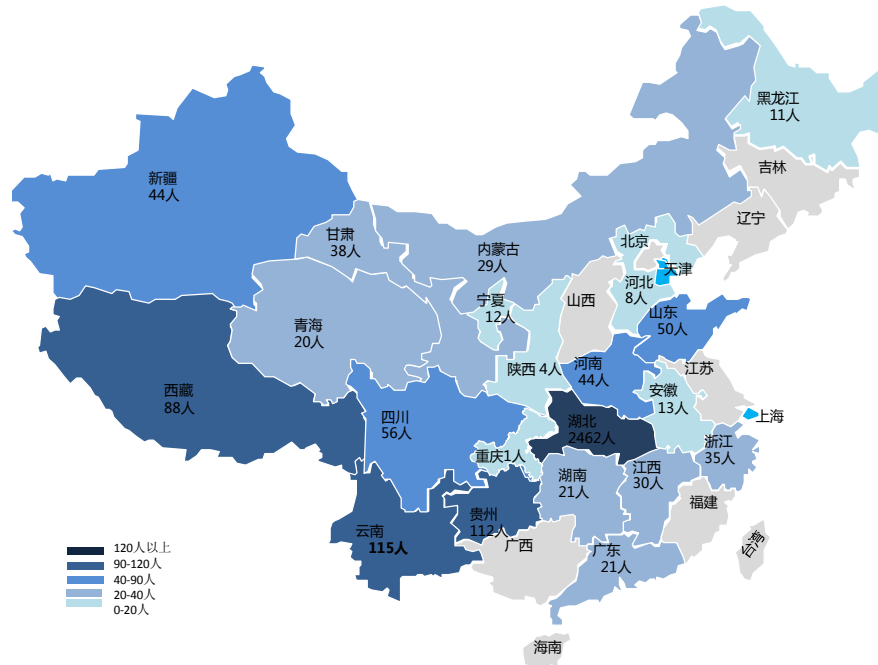 黑龙江
11人
吉林
辽宁
新疆
44人
甘肃
38人
内蒙古
29人
北京
天津
河北
8人
宁夏
12人
山西
山东
50人
青海
20人
陕西 4人
河南
44人
江苏
西藏
88人
安徽
13人
四川
56人
湖北
2462人
上海
浙江
35人
重庆1人
湖南
21人
江西
30人
贵州
112人
福建
云南
115人
广西
广东
21人
台湾
海南
120人以上
90-120人
40-90人
20-40人
0-20人